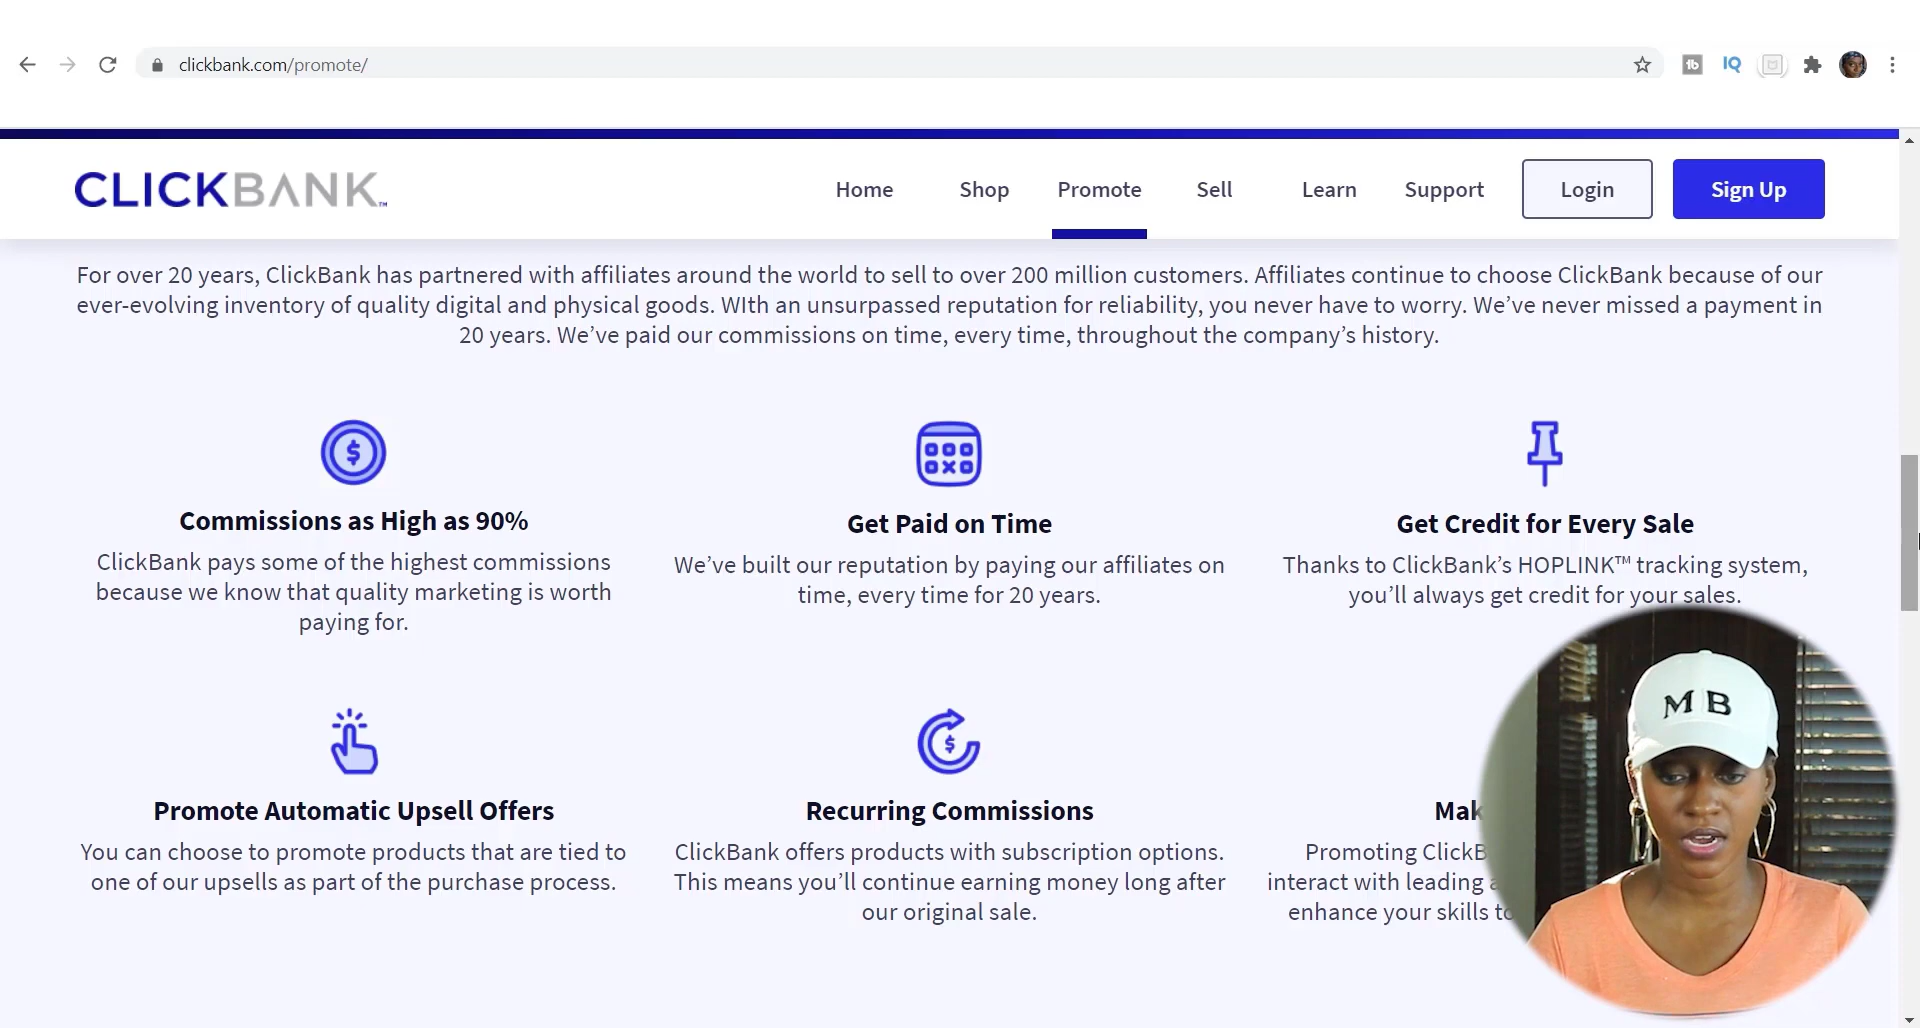 clickbank.com/promote/
IQ
CLICKBANK™
Home Shop Promote Sell Learn Support Login Sign Up
For over 20 years, ClickBank has partnered with affiliates around the world to sell to over 200 million customers. Affiliates continue to choose ClickBank because of our
ever-evolving inventory of quality digital and physical goods. WIth an unsurpassed reputation for reliability, you never have to worry. We’ve never missed a payment in
20 years. We’ve paid our commissions on time, every time, throughout the company’s history.
Commissions as High as 90%
ClickBank pays some of the highest commissions
because we know that quality marketing is worth
paying for.
Get Paid on Time
We’ve built our reputation by paying our affiliates on
time, every time for 20 years.
Get Credit for Every Sale
Thanks to ClickBank’s HOPLINK™ tracking system,
you’ll always get credit for your sales.
Promote Automatic Upsell Offers
You can choose to promote products that are tied to
one of our upsells as part of the purchase process.
Recurring Commissions
ClickBank offers products with subscription options.
This means you’ll continue earning money long after
our original sale.
Promoting
interact with leading
enhance your skills
M B